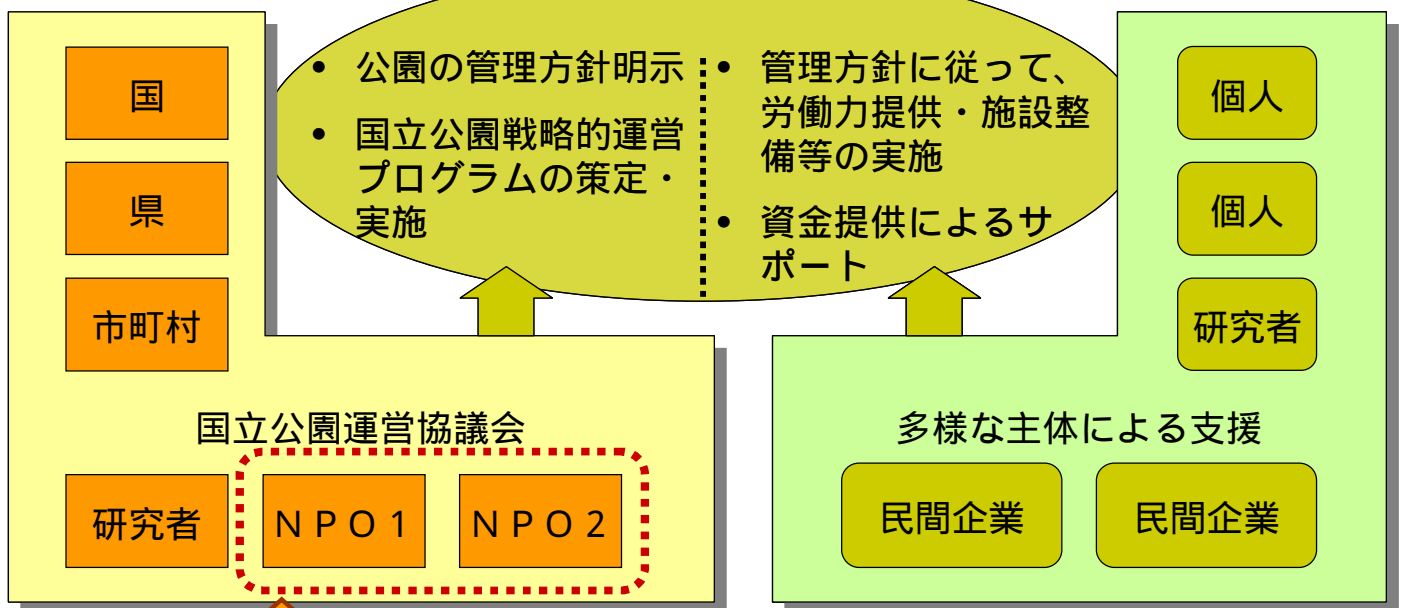 国
県
市町村
• 公園の管理方針明示
• 国立公園戦略的運営
プログラムの策定・
実施
• 管理方針に従って、
労働力提供・施設整
備等の実施
• 資金提供によるサ
ポート
個人
個人
研究者
国立公園運営協議会
研究者
ＮＰＯ１
ＮＰＯ２
多様な主体による支援
民間企業
民間企業